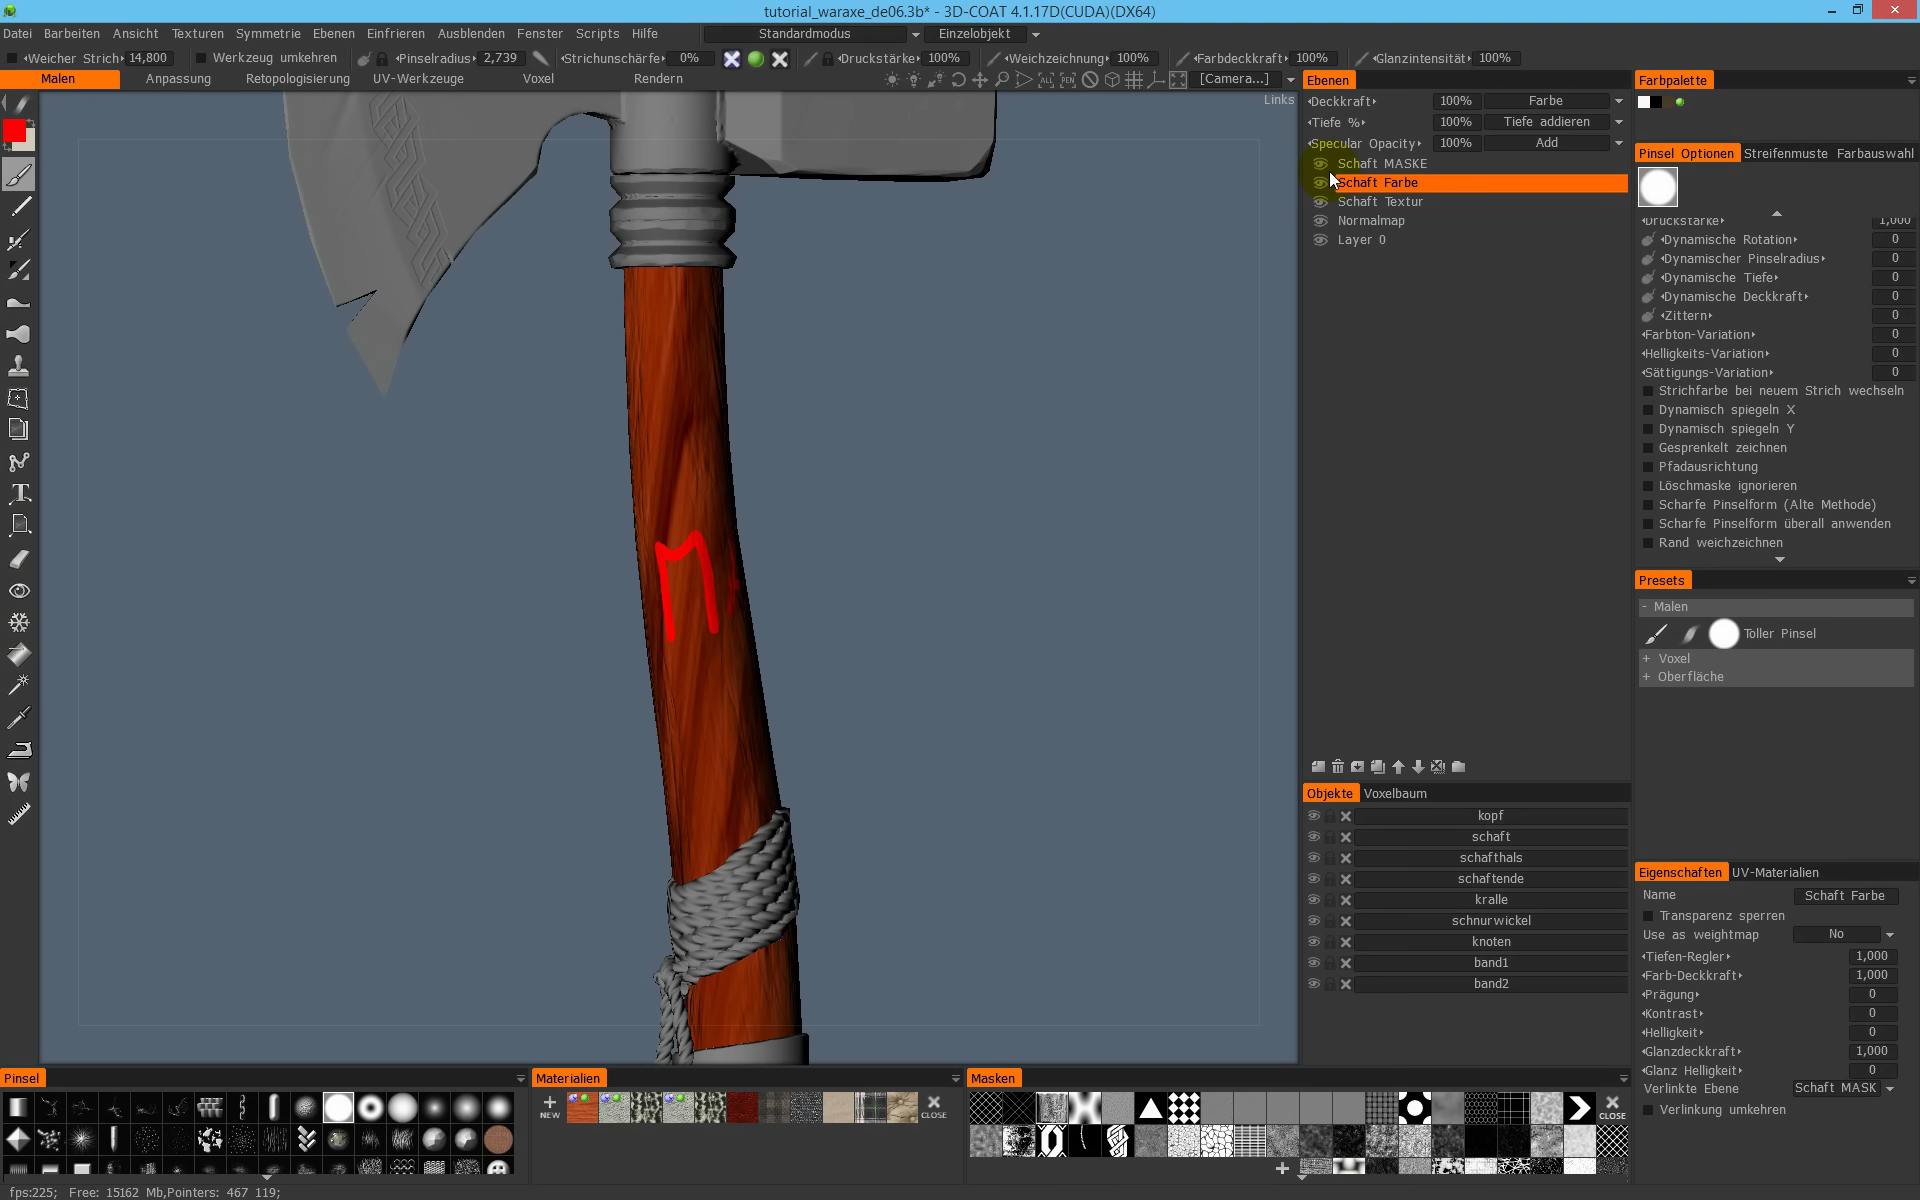 tutorial_waraxe_de06.3b* - 3D-COAT 4.1.17D(CUDA)(DX64)
Datei Barbeiten Ansicht Texturen Symmetrie Ebenen Einfrieren Ausblenden Fenster Scripts Hilfe Standardmodus Einzelobjekt
Weicher Strich 14,800 Werkzeug umkehren Pinselradius 2,739 Strichunschärfe 0% Druckstärke 100% Weichzeichnung 100% Farbdeckkraft 100% Glanzintensität 100%
Malen Anpassung Retopologisierung UV-Werkzeuge Voxel Rendern ALL PEN [Camera...]
Links
Ebenen
Deckkraft 100% Farbe
Tiefe % 100% Tiefe addieren
Specular Opacity 100% Add
Schaft MASKE
Schaft Farbe
Schaft Textur
Normalmap
Layer 0
Objekte Voxelbaum
kopf
schaft
schafthals
schaftende
kralle
schnurwickel
knoten
band1
band2
Farbpalette
Pinsel Optionen Streifenmuste Farbauswahl
Druckstärke 1,000
Dynamische Rotation 0
Dynamischer Pinselradius 0
Dynamische Tiefe 0
Dynamische Deckkraft 0
Zittern 0
Farbton-Variation 0
Helligkeits-Variation 0
Sättigungs-Variation 0
Strichfarbe bei neuem Strich wechseln
Dynamisch spiegeln X
Dynamisch spiegeln Y
Gesprenkelt zeichnen
Pfadausrichtung
Löschmaske ignorieren
Scharfe Pinselform (Alte Methode)
Scharfe Pinselform überall anwenden
Rand weichzeichnen
Presets
- Malen
Toller Pinsel
+ Voxel
+ Oberfläche
Eigenschaften UV-Materialien
Name Schaft Farbe
Transparenz sperren
Use as weightmap No
Tiefen-Regler 1,000
Farb-Deckkraft 1,000
Prägung 0
Kontrast 0
Helligkeit 0
Glanzdeckkraft 1,000
Glanz Helligkeit 0
Verlinkte Ebene Schaft MASK
Verlinkung umkehren
Pinsel
Materialien
NEW
CLOSE
Masken
CLOSE
fps:225; Free: 15162 Mb,Pointers: 467 119;